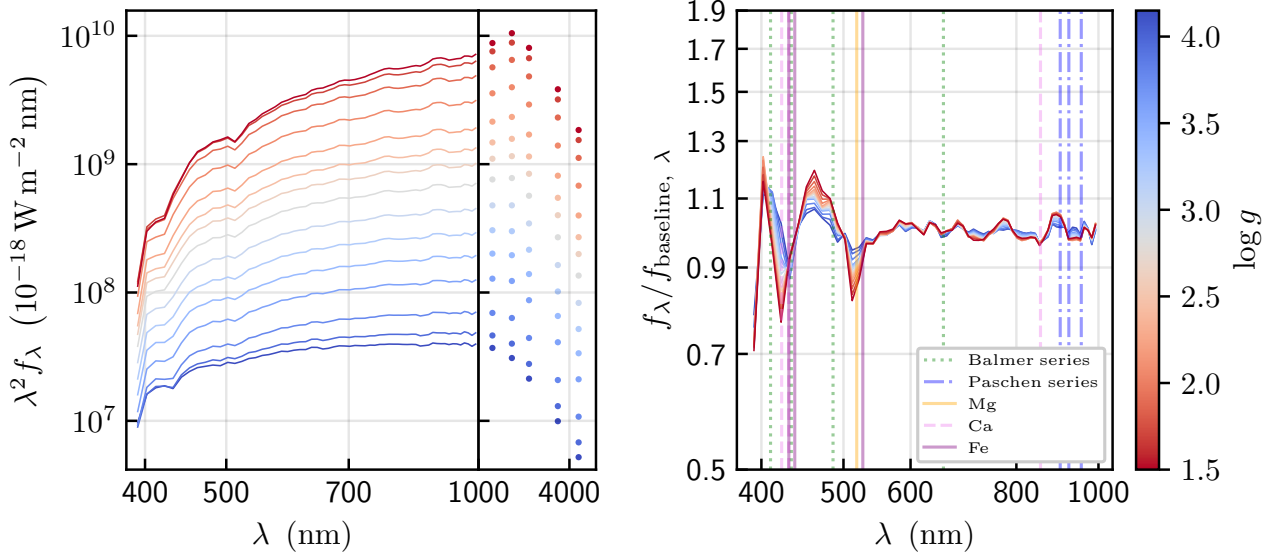 10¹⁰
10⁹
10⁸
10⁷
λ² f_λ (10⁻¹⁸ W m⁻² nm)
400 500 700 1000 4000
λ (nm)
1.9
1.7
1.5
1.3
1.1
0.9
0.7
0.5
f_λ/f_baseline, λ
Balmer series
Paschen series
Mg
Ca
Fe
400 500 600 800 1000
λ (nm)
4.0
3.5
3.0
2.5
2.0
1.5
log g